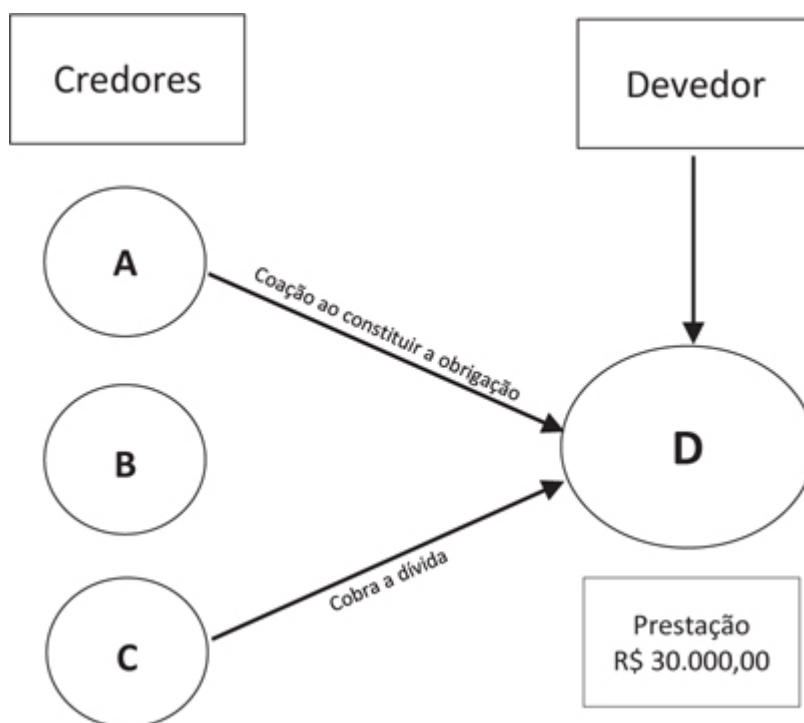 Credores
Devedor
A
Coação ao constituir a obrigação
B
D
Cobra a dívida
C
Prestação
R$ 30.000,00